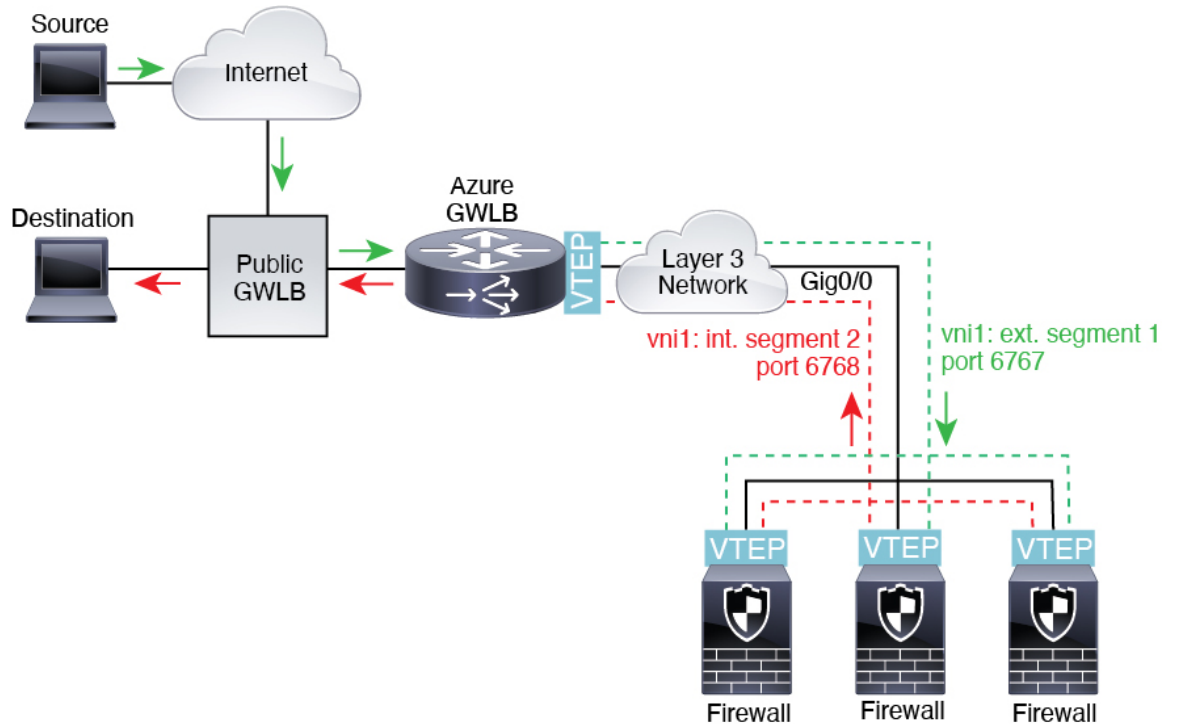 Source
Internet
Destination
Public
GWLB
Azure
GWLB
VTEP
Layer 3
Network
Gig0/0
vni1: int. segment 2
port 6768
vni1: ext. segment 1
port 6767
VTEP
VTEP
VTEP
Firewall
Firewall
Firewall